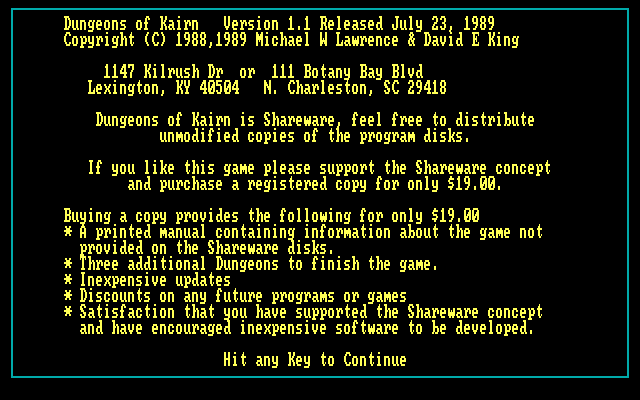 Dungeons of Kairn   Version 1.1 Released July 23, 1989
Copyright (C) 1988,1989 Michael W Lawrence & David E King
1147 Kilrush Dr  or  111 Botany Bay Blvd
Lexington, KY 40504   N. Charleston, SC 29418
Dungeons of Kairn is Shareware, feel free to distribute
unmodified copies of the program disks.
If you like this game please support the Shareware concept
and purchase a registered copy for only $19.00.
Buying a copy provides the following for only $19.00
* A printed manual containing information about the game not
provided on the Shareware disks.
* Three additional Dungeons to finish the game.
* Inexpensive updates
* Discounts on any future programs or games
* Satisfaction that you have supported the Shareware concept
and have encouraged inexpensive software to be developed.
Hit any Key to Continue